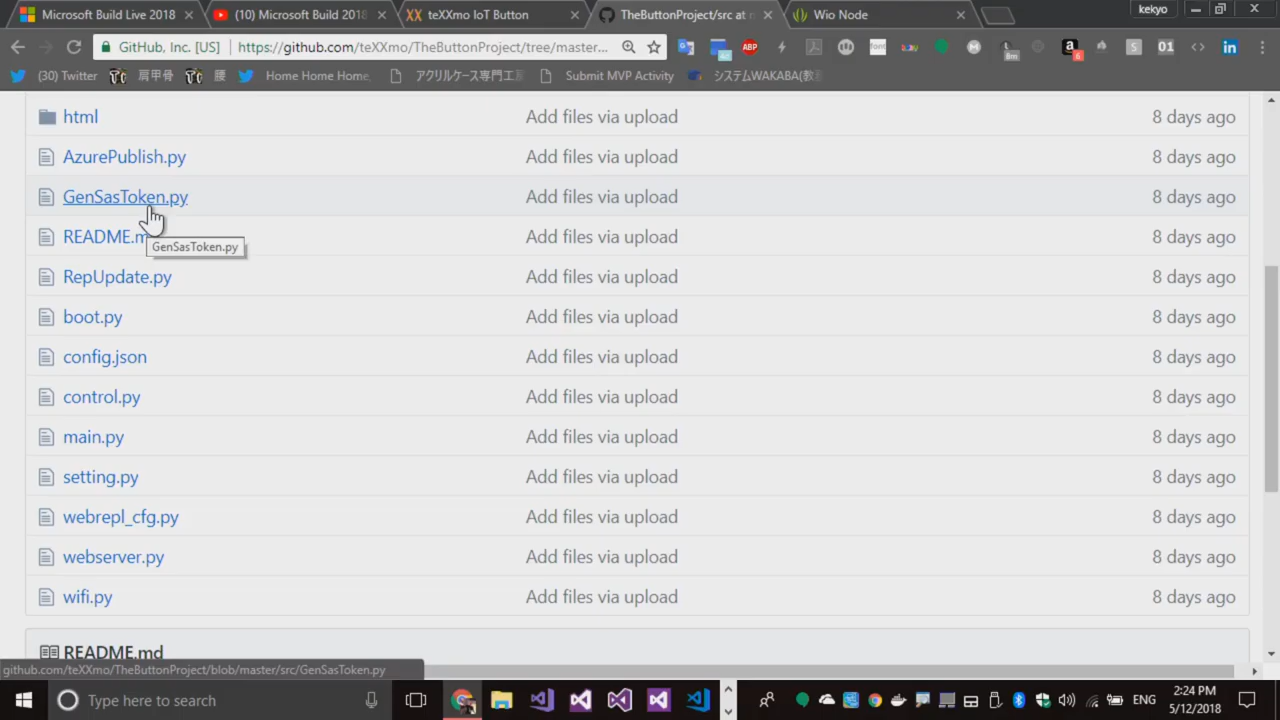 Microsoft Build Live 2018
(10) Microsoft Build 2018
teXXmo IoT Button
TheButtonProject/src at m
Wio Node
kekyo
GitHub, Inc. [US]
https://github.com/teXXmo/TheButtonProject/tree/master...
(30) Twitter
肩甲骨
腰
Home Home Home
アクリルケース専門工房
Submit MVP Activity
システムWAKABA(歎
html Add files via upload 8 days ago
AzurePublish.py Add files via upload 8 days ago
GenSasToken.py Add files via upload 8 days ago
README.m Add files via upload 8 days ago
GenSasToken.py
RepUpdate.py Add files via upload 8 days ago
boot.py Add files via upload 8 days ago
config.json Add files via upload 8 days ago
control.py Add files via upload 8 days ago
main.py Add files via upload 8 days ago
setting.py Add files via upload 8 days ago
webrepl_cfg.py Add files via upload 8 days ago
webserver.py Add files via upload 8 days ago
wifi.py Add files via upload 8 days ago
README.md
github.com/teXXmo/TheButtonProject/blob/master/src/GenSasToken.py
Type here to search
ENG
2:24 PM
5/12/2018